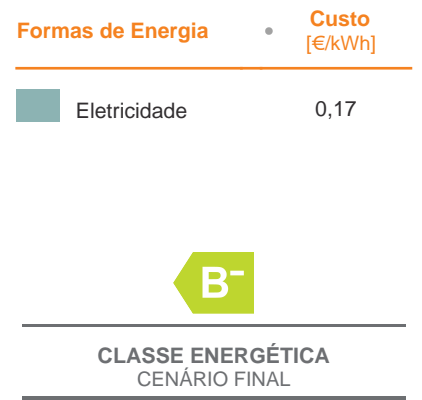 Formas de Energia • Custo
[€/kWh]
Eletricidade 0,17
B-
CLASSE ENERGÉTICA
CENÁRIO FINAL